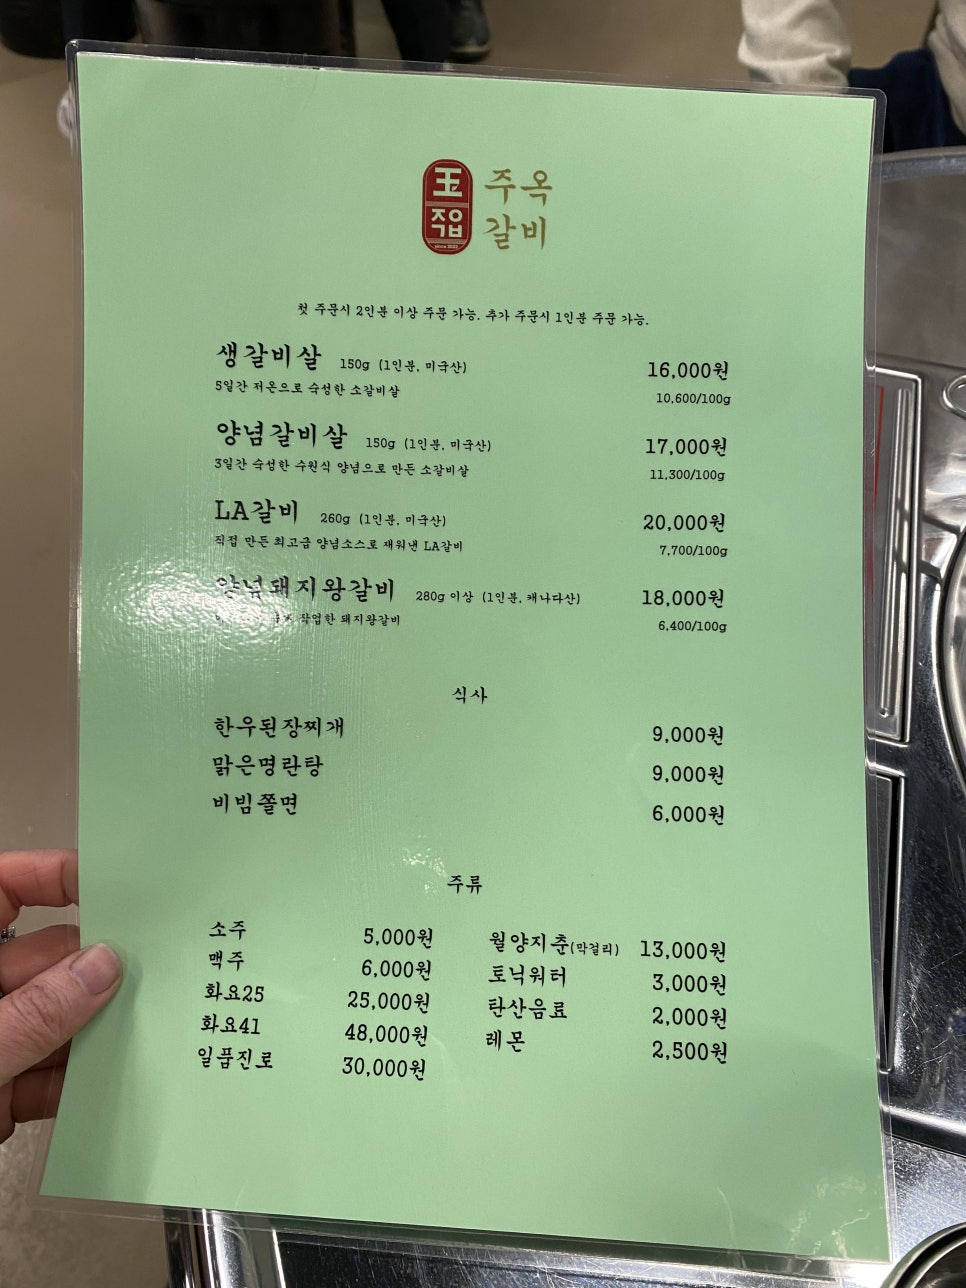 王
직입
since 2022
주옥
갈비
첫 주문시 2인분 이상 주문 가능. 추가 주문시 1인분 주문 가능.
생갈비살 150g (1인분, 미국산) 16,000원
5일간 저온으로 숙성한 소갈비살 10,600/100g
양념갈비살 150g (1인분, 미국산) 17,000원
3일간 숙성한 수원식 양념으로 만든 소갈비살 11,300/100g
LA갈비 260g (1인분, 미국산) 20,000원
직접 만든 최고급 양념소스로 재워낸 LA갈비 7,700/100g
양념돼지왕갈비 280g 이상 (1인분, 캐나다산) 18,000원
작업한 돼지왕갈비 6,400/100g
식사
한우된장찌개 9,000원
맑은명란탕 9,000원
비빔쫄면 6,000원
주류
소주 5,000원
맥주 6,000원
화요25 25,000원
화요41 48,000원
일품진로 30,000원
월양지춘(막걸리) 13,000원
토닉워터 3,000원
탄산음료 2,000원
레몬 2,500원